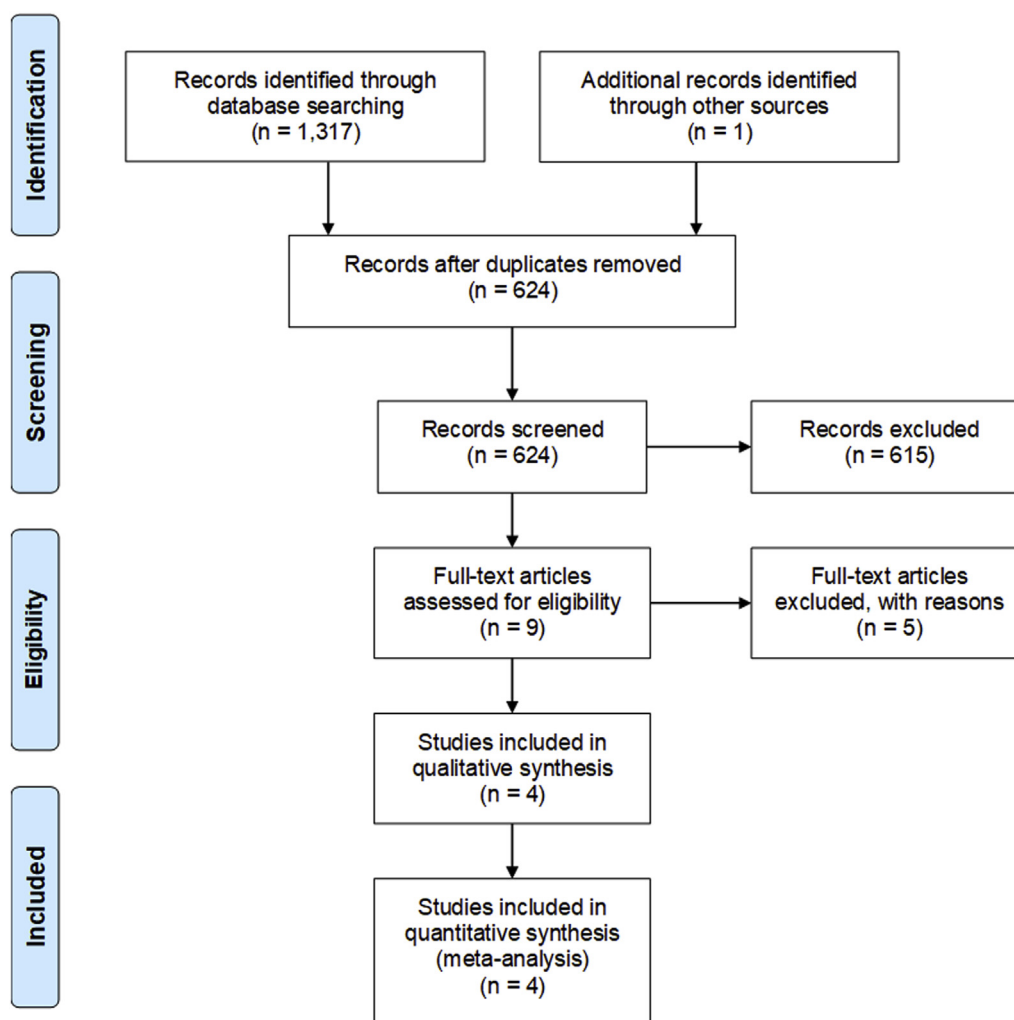 Identification
Records identified through
database searching
(n = 1,317)
Additional records identified
through other sources
(n = 1)
Records after duplicates removed
(n = 624)
Screening
Records screened
(n = 624)
Records excluded
(n = 615)
Eligibility
Full-text articles
assessed for eligibility
(n = 9)
Full-text articles
excluded, with reasons
(n = 5)
Studies included in
qualitative synthesis
(n = 4)
Included
Studies included in
quantitative synthesis
(meta-analysis)
(n = 4)